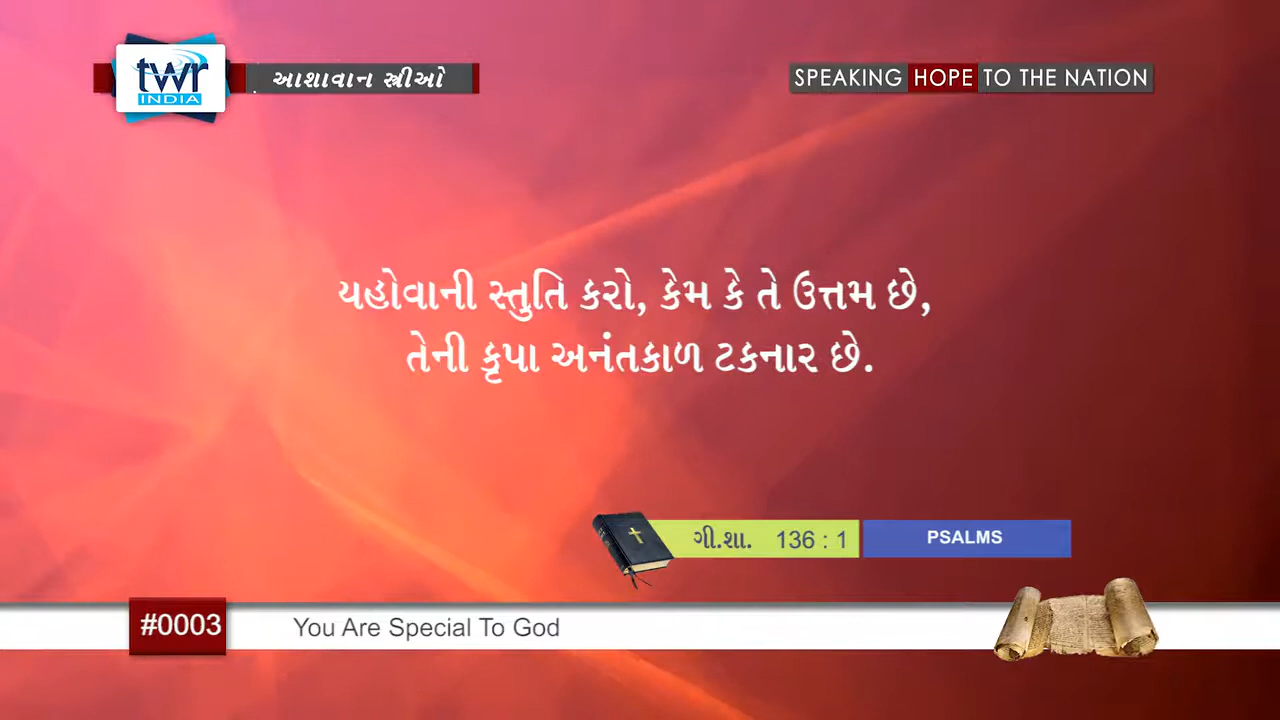 twr
INDIA
આશાવાન સ્ત્રીઓ
SPEAKING HOPE TO THE NATION
યહોવાની સ્તુતિ કરો, કેમ કે તે ઉત્તમ છે,
તેની કૃપા અનંતકાળ ટકનાર છે.
ગી.શા. 136 : 1 PSALMS
#0003 You Are Special To God